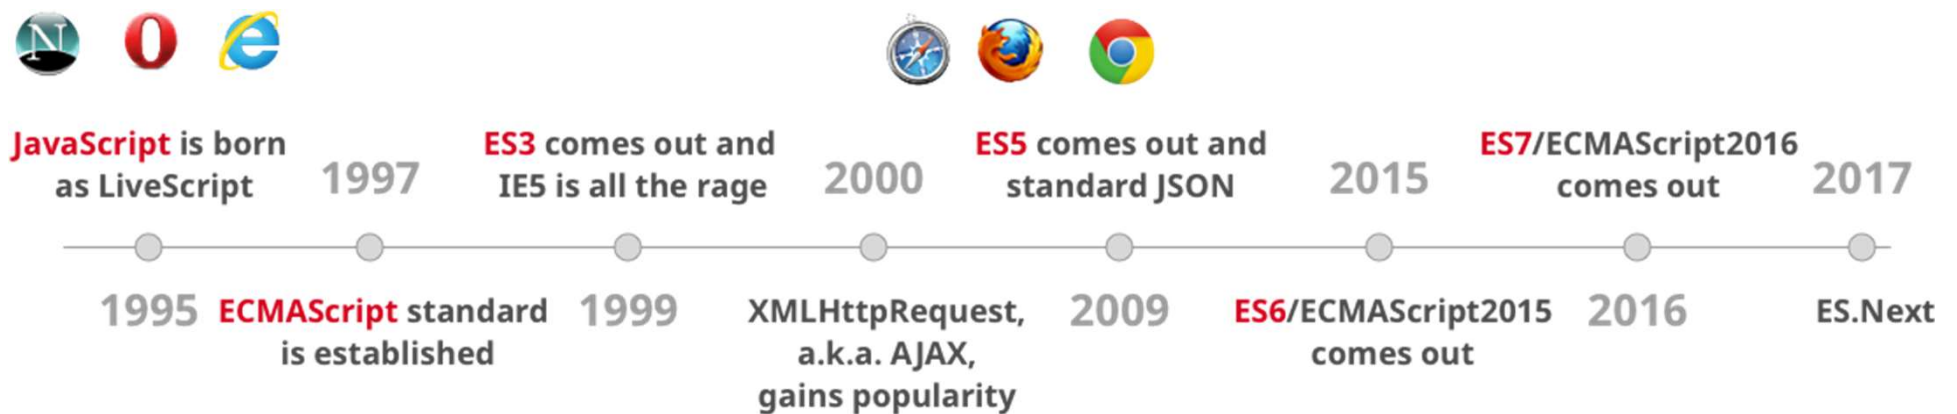 JavaScript is born
as LiveScript
1995
1997
ECMAScript standard
is established
ES3 comes out and
IE5 is all the rage
1999
2000
XMLHttpRequest,
a.k.a. AJAX,
gains popularity
ES5 comes out and
standard JSON
2009
2015
ES6/ECMAScript2015
comes out
ES7/ECMAScript2016
comes out
2016
2017
ES.Next